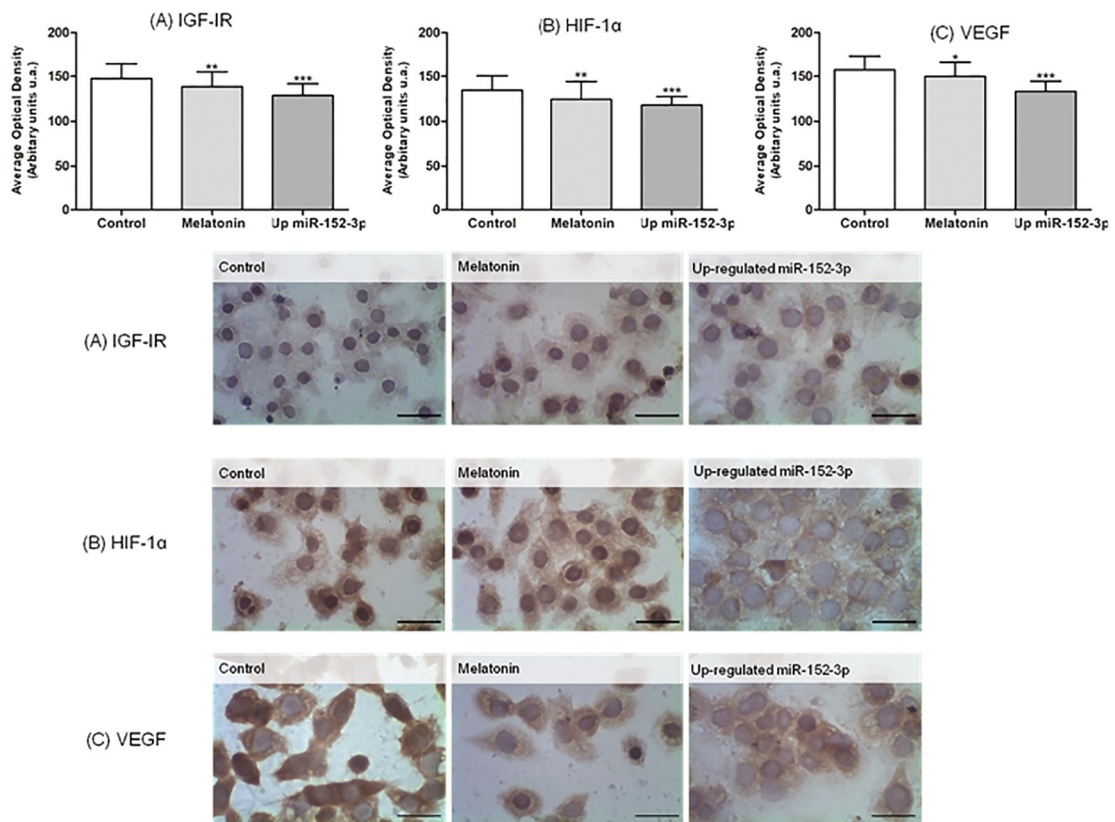 (A) IGF-IR
Average Optical Density
(Arbitary units u.a.)
200
150
100
50
0
**
***
Control
Melatonin
Up miR-152-3p
(B) HIF-1α
Average Optical Density
(Arbitary units u.a.)
200
150
100
50
0
**
***
Control
Melatonin
Up miR-152-3p
(C) VEGF
Average Optical Density
(Arbitary units u.a.)
200
150
100
50
0
*
***
Control
Melatonin
Up miR-152-3p
(A) IGF-IR
Control
Melatonin
Up-regulated miR-152-3p
(B) HIF-1α
Control
Melatonin
Up-regulated miR-152-3p
(C) VEGF
Control
Melatonin
Up-regulated miR-152-3p